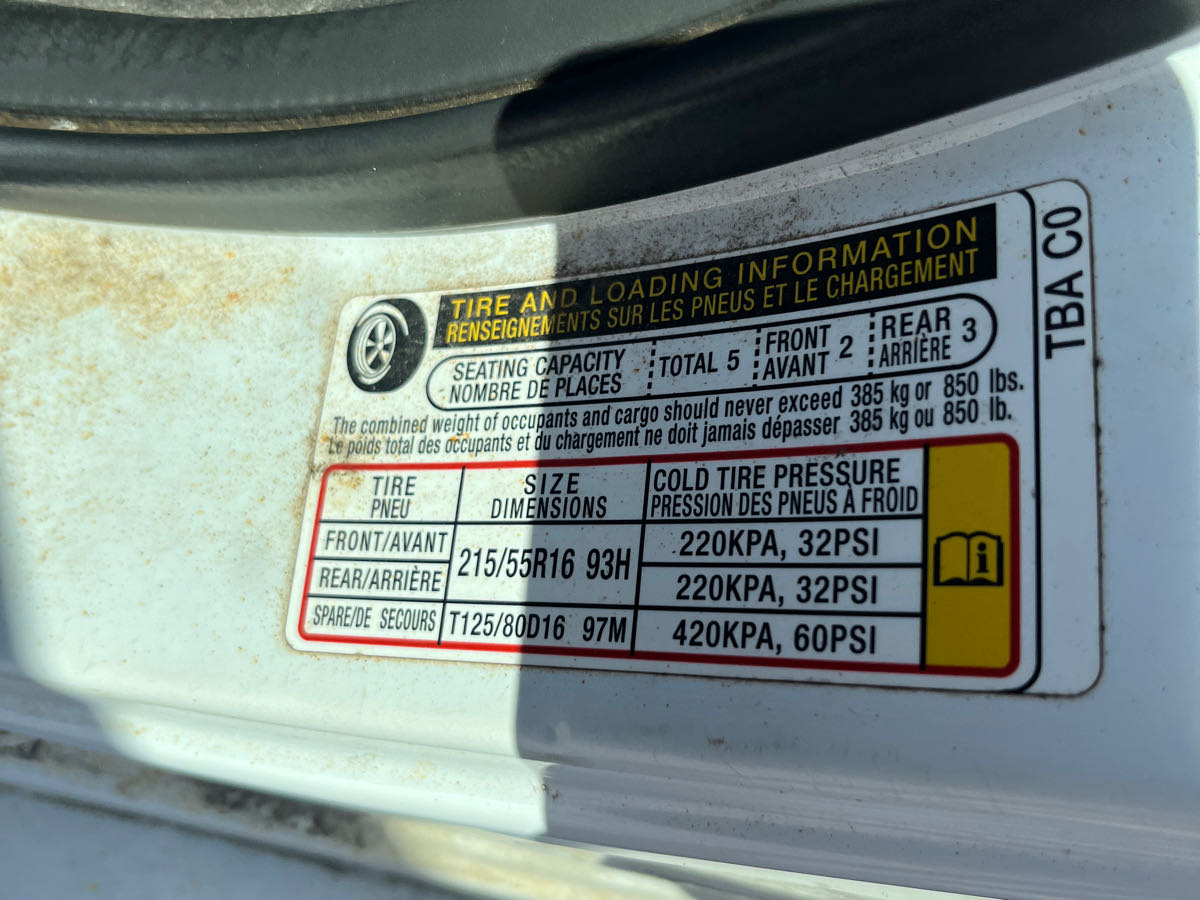 TIRE AND LOADING INFORMATION
RENSEIGNEMENTS SUR LES PNEUS ET LE CHARGEMENT
TBA C0
SEATING CAPACITY
NOMBRE DE PLACES
TOTAL 5
FRONT
AVANT 2
REAR
ARRIÈRE 3
The combined weight of occupants and cargo should never exceed 385 kg or 850 lbs.
Le poids total des occupants et du chargement ne doit jamais dépasser 385 kg ou 850 lb.
TIRE
PNEU
SIZE
DIMENSIONS
COLD TIRE PRESSURE
PRESSION DES PNEUS À FROID
FRONT/AVANT
215/55R16 93H
220KPA, 32PSI
REAR/ARRIÈRE
220KPA, 32PSI
SPARE/DE SECOURS
T125/80D16 97M
420KPA, 60PSI